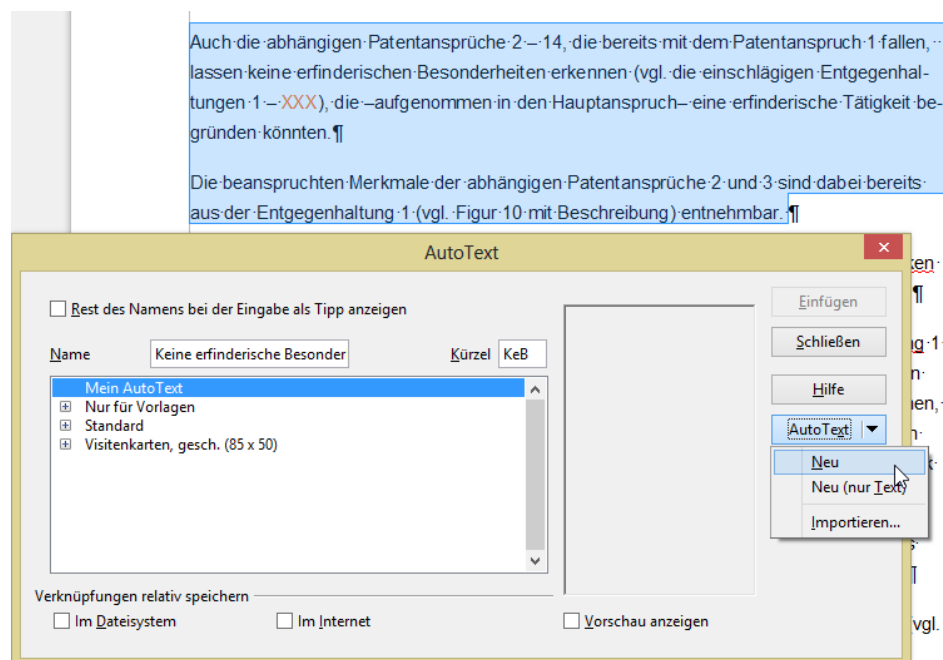 Auch·die·abhängigen·Patentansprüche·2·–·14,·die·bereits·mit·dem·Patentanspruch·1·fallen,··
lassen·keine·erfinderischen·Besonderheiten·erkennen·(vgl.·die·einschlägigen·Entgegenhal-
tungen·1·–·XXX),·die·–aufgenommen·in·den·Hauptanspruch–·eine·erfinderische·Tätigkeit·be-
gründen·könnten.¶
Die·beanspruchten·Merkmale·der·abhängigen·Patentansprüche·2·und·3·sind·dabei·bereits·
aus·der·Entgegenhaltung·1·(vgl.·Figur·10·mit·Beschreibung)·entnehmbar.·¶
AutoText
Rest des Namens bei der Eingabe als Tipp anzeigen
Einfügen
Name Keine erfinderische Besonder Kürzel KeB
Schließen
Mein AutoText
Hilfe
Nur für Vorlagen
Standard
AutoText
Visitenkarten, gesch. (85 x 50)
Neu
Neu (nur Text)
Importieren...
Verknüpfungen relativ speichern
Im Dateisystem Im Internet Vorschau anzeigen
vgl.